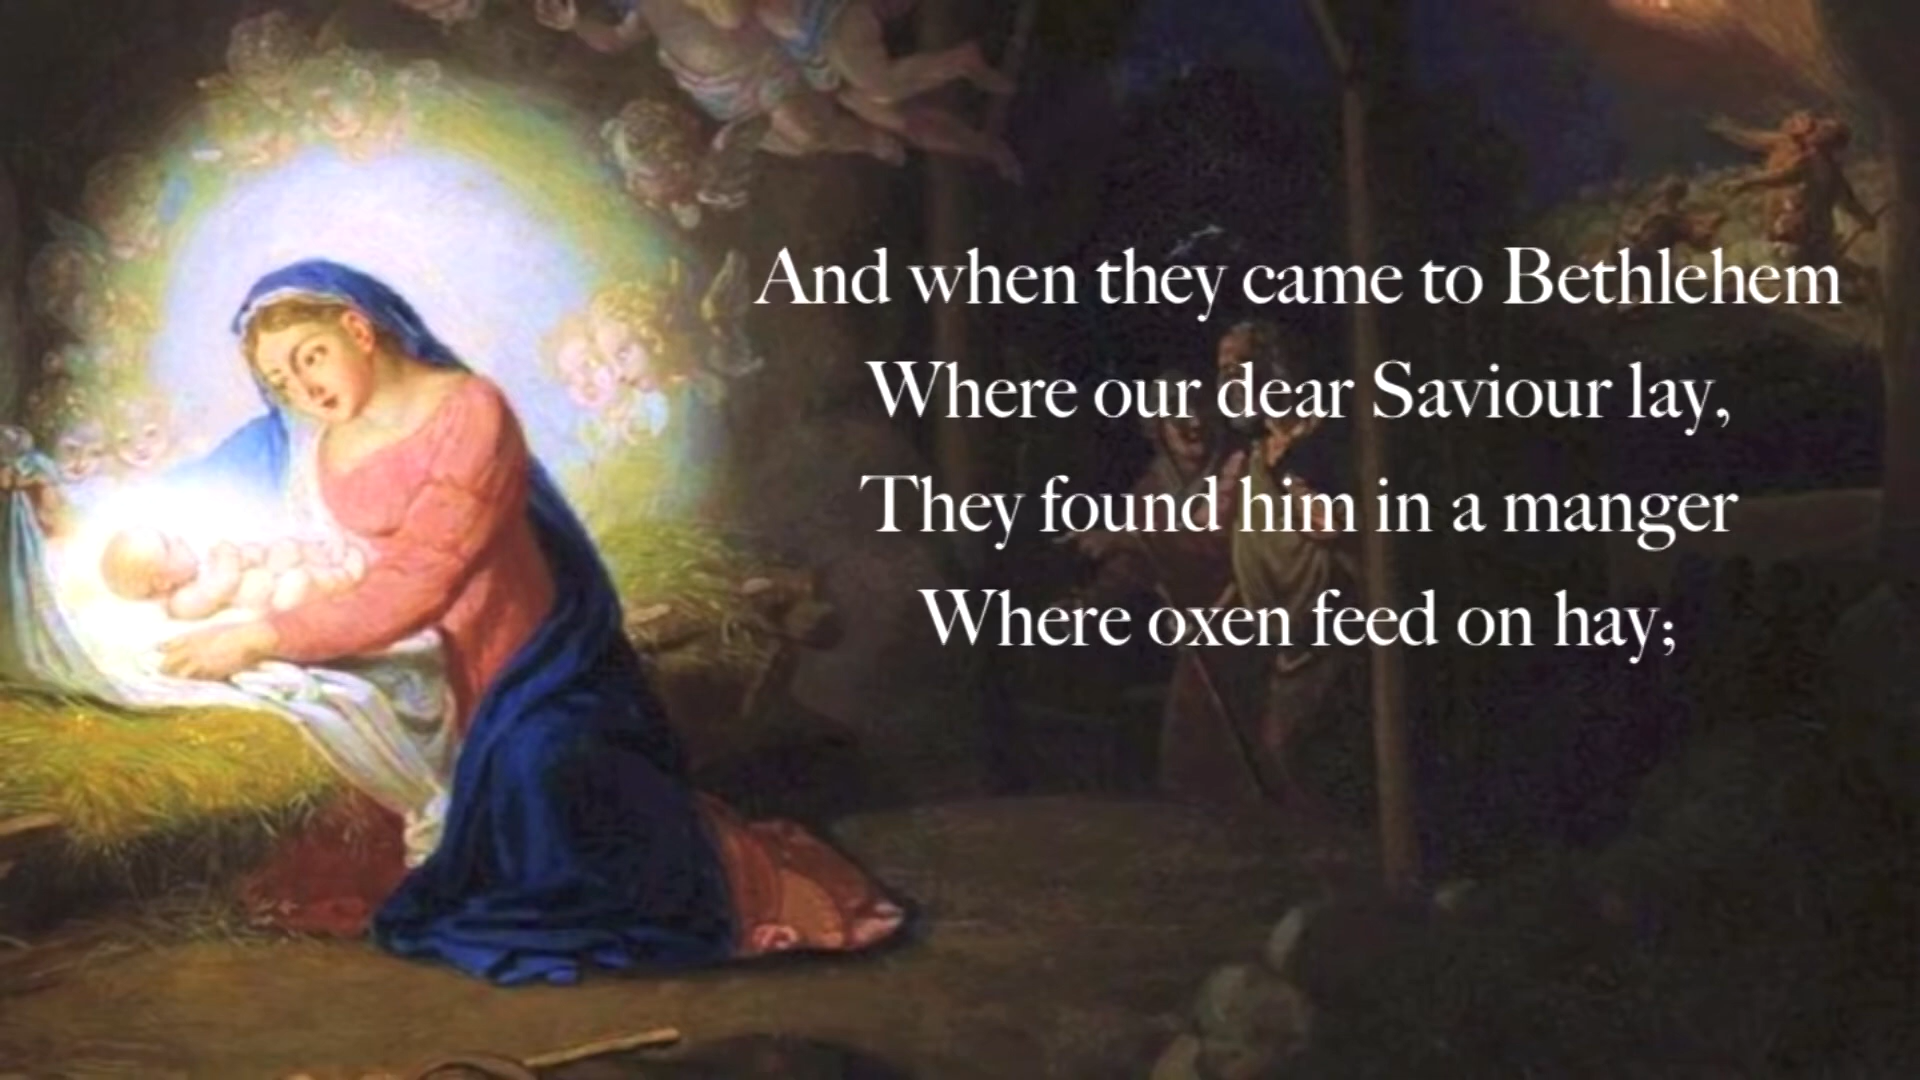 And when they came to Bethlehem
Where our dear Saviour lay,
They found him in a manger
Where oxen feed on hay;